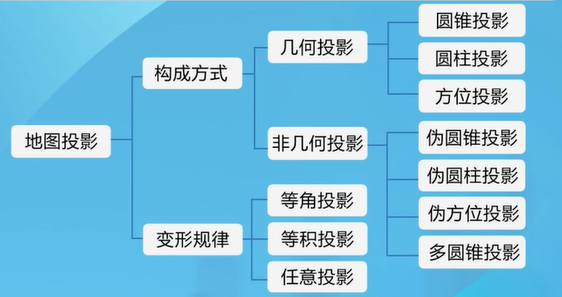 地图投影
构成方式
几何投影
圆锥投影
圆柱投影
方位投影
非几何投影
伪圆锥投影
伪圆柱投影
伪方位投影
多圆锥投影
变形规律
等角投影
等积投影
任意投影